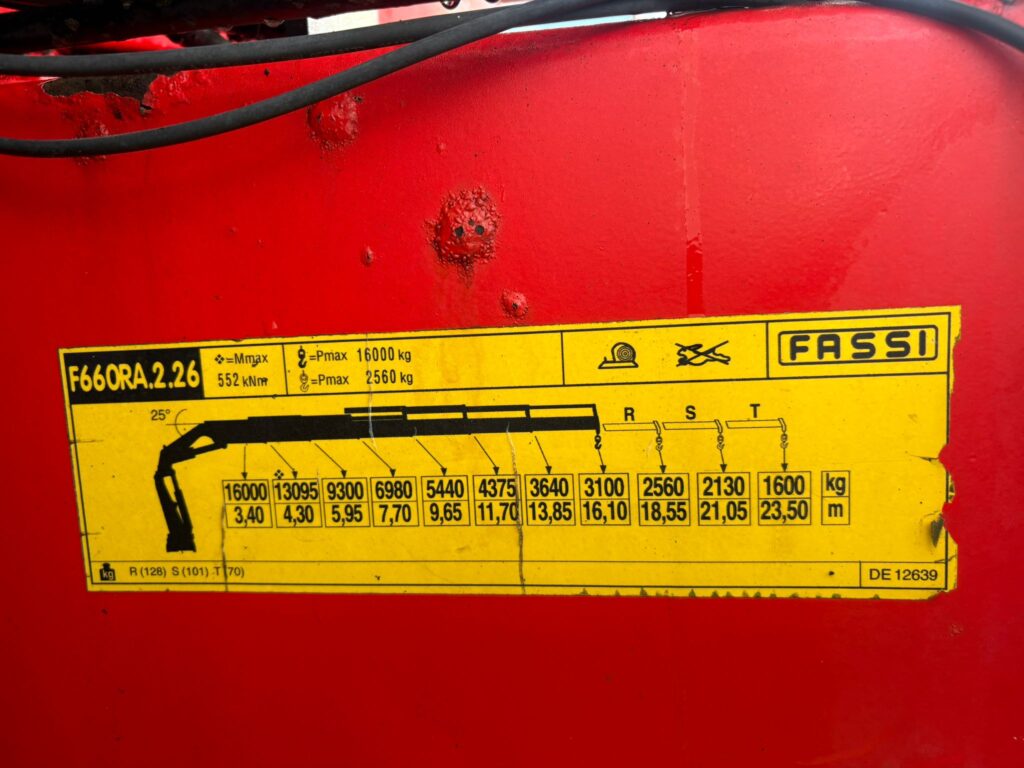 F660RA.2.26
=Mmax
552 kNm
=Pmax 16000 kg
=Pmax 2560 kg
FASSI
25°
R S T
16000 13095 9300 6980 5440 4375 3640 3100 2560 2130 1600 kg
3,40 4,30 5,95 7,70 9,65 11,70 13,85 16,10 18,55 21,05 23,50 m
kg R (128) S (101) T (70)
DE 12639